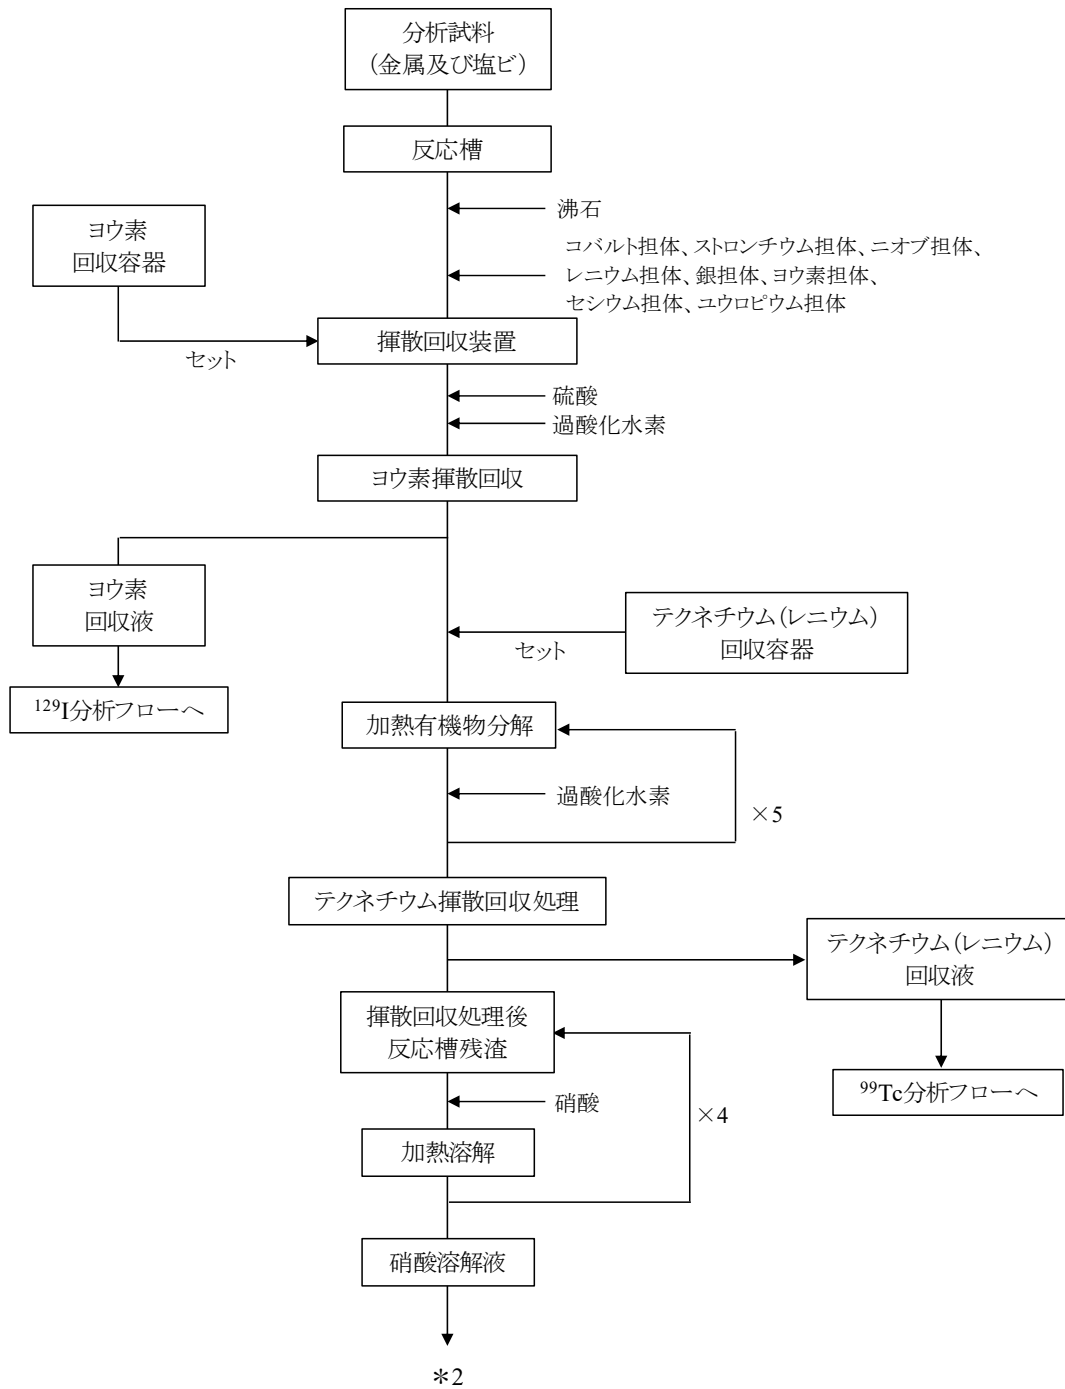 分析試料
（金属及び塩ビ）
反応槽
沸石
ヨウ素
回収容器
コバルト担体、ストロンチウム担体、ニオブ担体、
レニウム担体、銀担体、ヨウ素担体、
セシウム担体、ユウロピウム担体
セット
揮散回収装置
硫酸
過酸化水素
ヨウ素揮散回収
ヨウ素
回収液
テクネチウム（レニウム）
回収容器
セット
129I分析フローへ
加熱有機物分解
過酸化水素
×5
テクネチウム揮散回収処理
テクネチウム（レニウム）
回収液
揮散回収処理後
反応槽残渣
99Tc分析フローへ
硝酸
×4
加熱溶解
硝酸溶解液
＊2